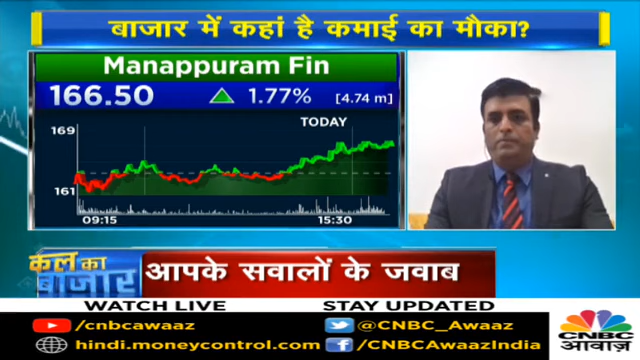 बाजार में कहां है कमाई का मौका?
Manappuram Fin
166.50 ▲ 1.77% [4.74 m]
TODAY
169
161
09:15 15:30
कल का
बाज़ार
आपके सवालों के जवाब
WATCH LIVE STAY UPDATED
/cnbcawaaz @CNBC_Awaaz
hindi.moneycontrol.com /CNBCAwaazIndia
CNBC
आवाज़